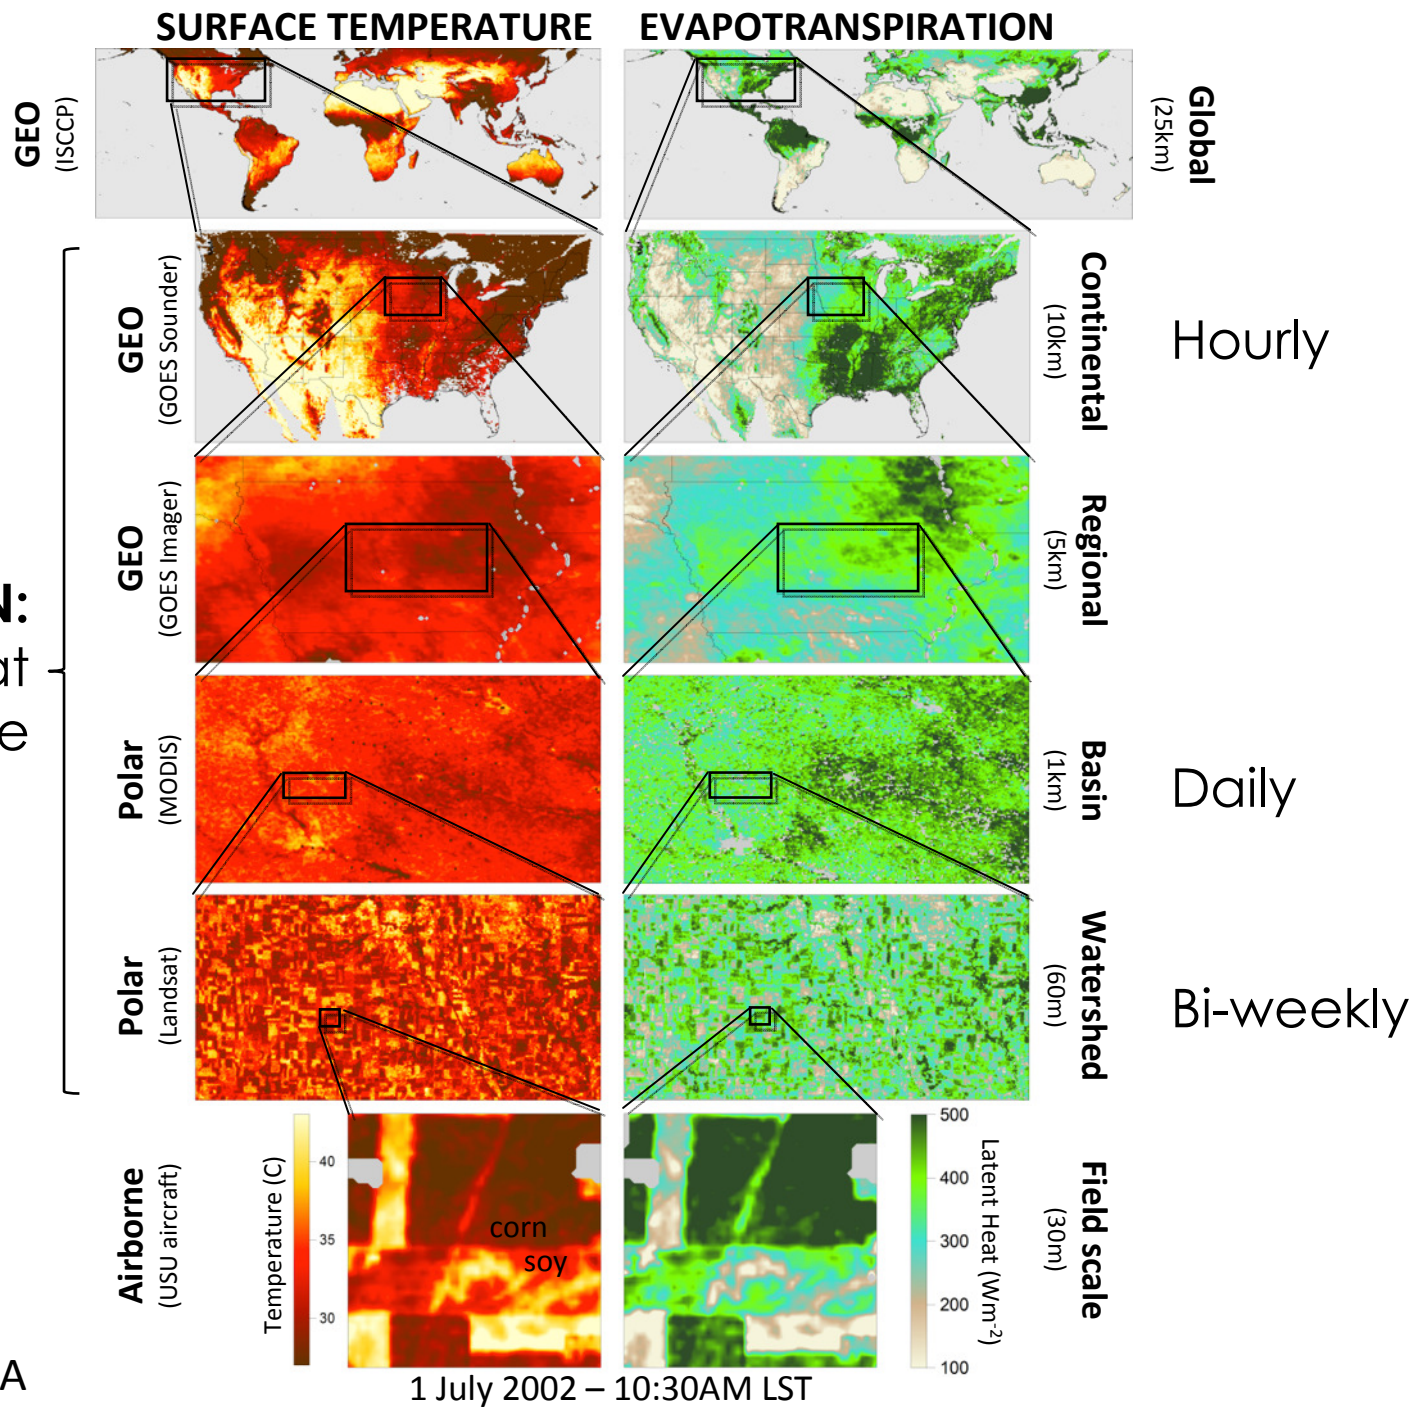 SURFACE TEMPERATURE
EVAPOTRANSPIRATION
GEO
(ISCCP)
Global
(25km)
GEO
(GOES Sounder)
Continental
(10km)
Hourly
GEO
(GOES Imager)
Regional
(5km)
N:
at
e
Polar
(MODIS)
Basin
(1km)
Daily
Polar
(Landsat)
Watershed
(60m)
Bi-weekly
Airborne
(USU aircraft)
Temperature (C)
40
35
30
corn
soy
500
400
300
200
100
Latent Heat (Wm-2)
Field scale
(30m)
A
1 July 2002 – 10:30AM LST